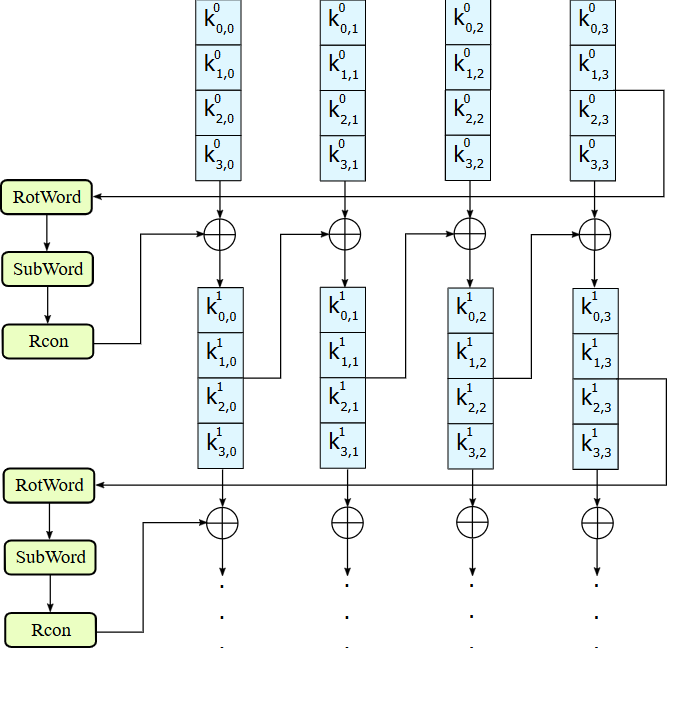 k⁰₀,₀ k⁰₀,₁ k⁰₀,₂ k⁰₀,₃
k⁰₁,₀ k⁰₁,₁ k⁰₁,₂ k⁰₁,₃
k⁰₂,₀ k⁰₂,₁ k⁰₂,₂ k⁰₂,₃
k⁰₃,₀ k⁰₃,₁ k⁰₃,₂ k⁰₃,₃
RotWord
SubWord
Rcon
k¹₀,₀ k¹₀,₁ k¹₀,₂ k¹₀,₃
k¹₁,₀ k¹₁,₁ k¹₁,₂ k¹₁,₃
k¹₂,₀ k¹₂,₁ k¹₂,₂ k¹₂,₃
k¹₃,₀ k¹₃,₁ k¹₃,₂ k¹₃,₃
RotWord
SubWord
Rcon